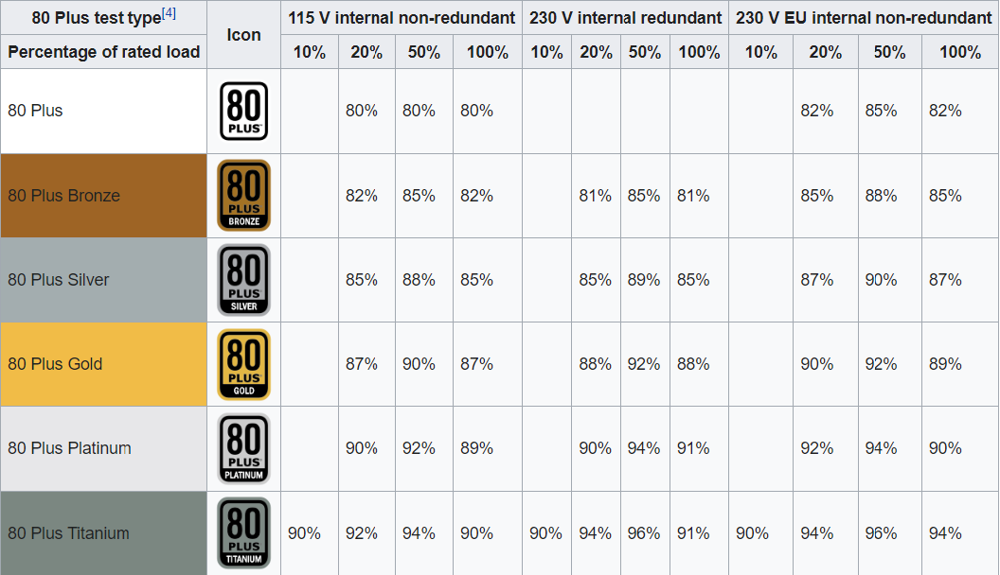 80 Plus test type[4] Icon 115 V internal non-redundant 230 V internal redundant 230 V EU internal non-redundant
Percentage of rated load 10% 20% 50% 100% 10% 20% 50% 100% 10% 20% 50% 100%
80 Plus 80 PLUS 80% 80% 80% 82% 85% 82%
80 Plus Bronze 80 PLUS BRONZE 82% 85% 82% 81% 85% 81% 85% 88% 85%
80 Plus Silver 80 PLUS SILVER 85% 88% 85% 85% 89% 85% 87% 90% 87%
80 Plus Gold 80 PLUS GOLD 87% 90% 87% 88% 92% 88% 90% 92% 89%
80 Plus Platinum 80 PLUS PLATINUM 90% 92% 89% 90% 94% 91% 92% 94% 90%
80 Plus Titanium 80 PLUS TITANIUM 90% 92% 94% 90% 90% 94% 96% 91% 90% 94% 96% 94%